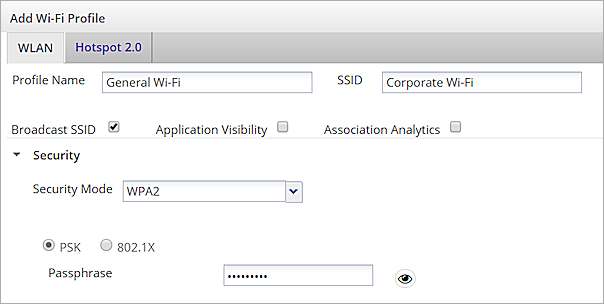 Add Wi-Fi Profile
WLAN Hotspot 2.0
Profile Name General Wi-Fi SSID Corporate Wi-Fi
Broadcast SSID Application Visibility Association Analytics
Security
Security Mode WPA2
PSK 802.1X
Passphrase •••••••••